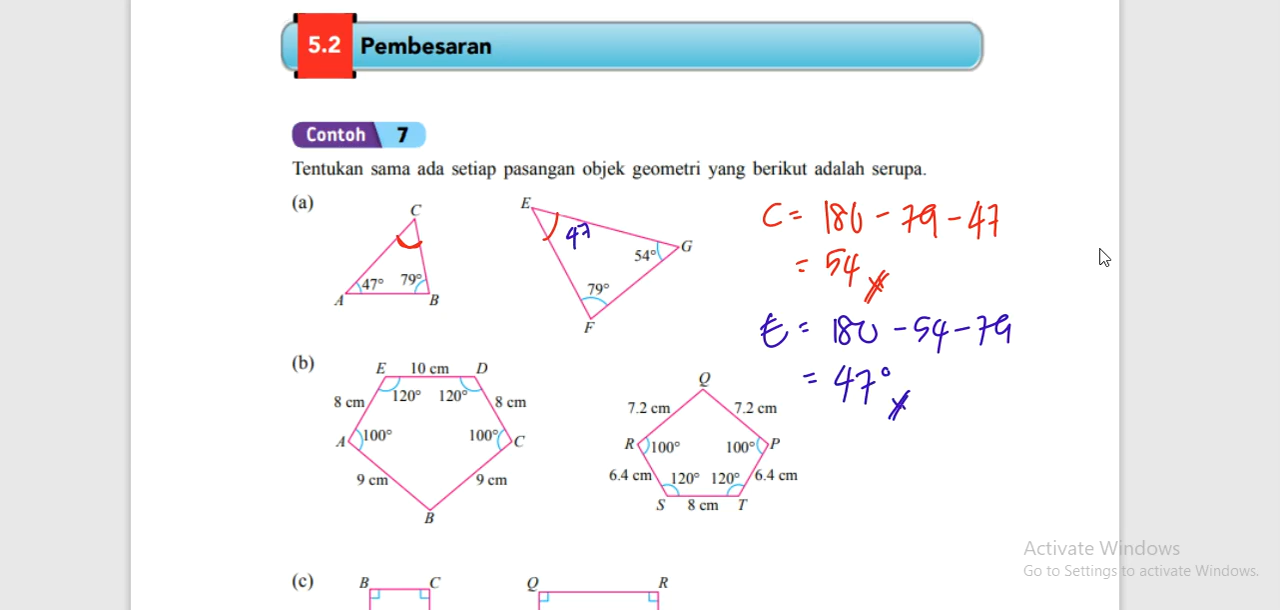 5.2 Pembesaran
Contoh 7
Tentukan sama ada setiap pasangan objek geometri yang berikut adalah serupa.
(a)
C
47° 79°
A B
E
47
G
54°
79°
F
C = 180 - 79 - 47
= 54
E = 180 - 54 - 79
= 47°
(b)
E 10 cm D
8 cm 120° 120° 8 cm
A 100° 100° C
9 cm 9 cm
B
Q
7.2 cm 7.2 cm
R 100° 100° P
6.4 cm 120° 120° 6.4 cm
S 8 cm T
(c)
B C
Q R
Activate Windows
Go to Settings to activate Windows.